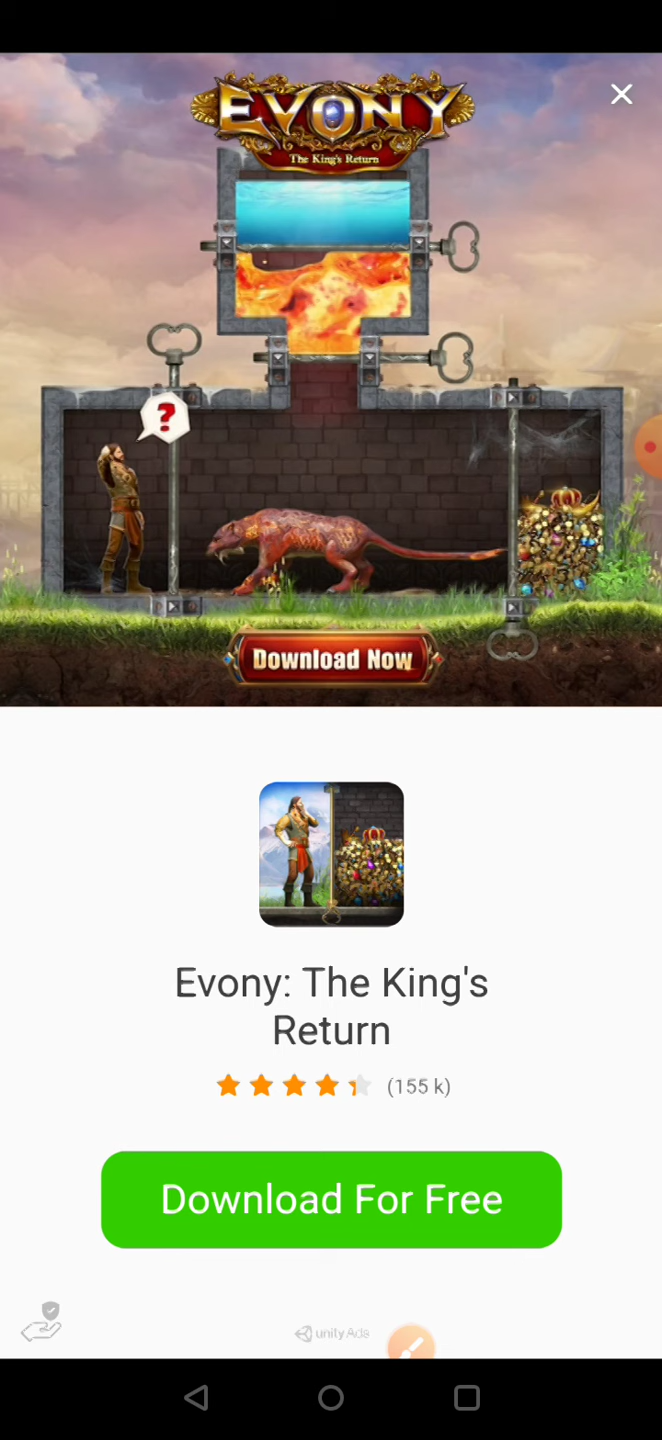 EVONY
The King's Return
?
Download Now
Evony: The King's
Return
(155 k)
Download For Free
unity Ads